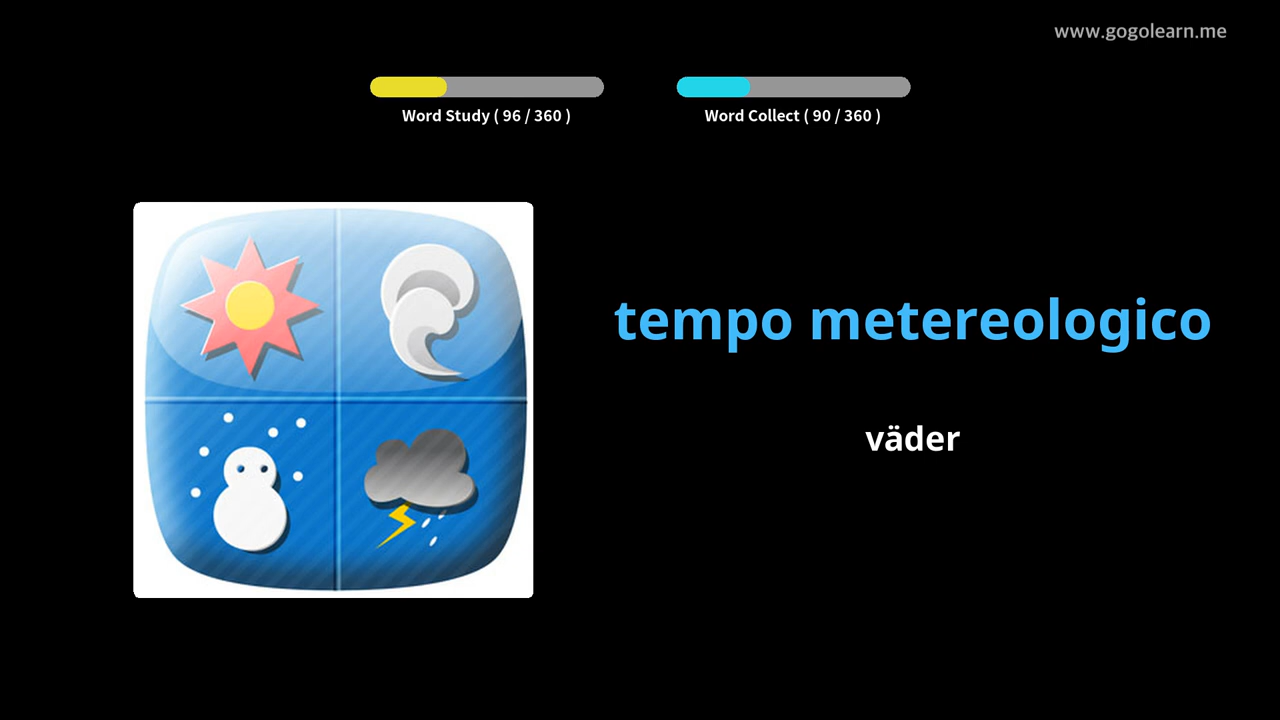 www.gogolearn.me
Word Study ( 96 / 360 )
Word Collect ( 90 / 360 )
tempo metereologico
väder